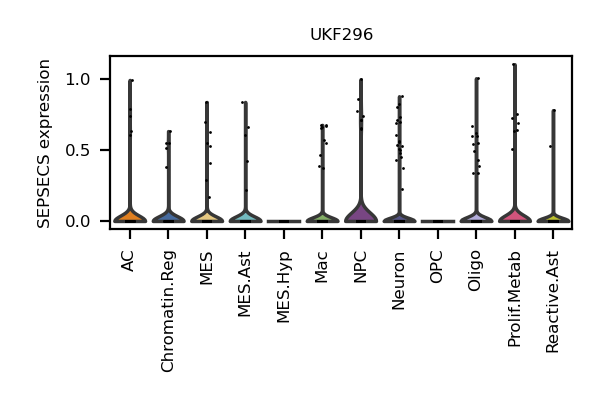 UKF296
SEPSECS expression
1.0
0.5
0.0
AC
Chromatin.Reg
MES
MES.Ast
MES.Hyp
Mac
NPC
Neuron
OPC
Oligo
Prolif.Metab
Reactive.Ast